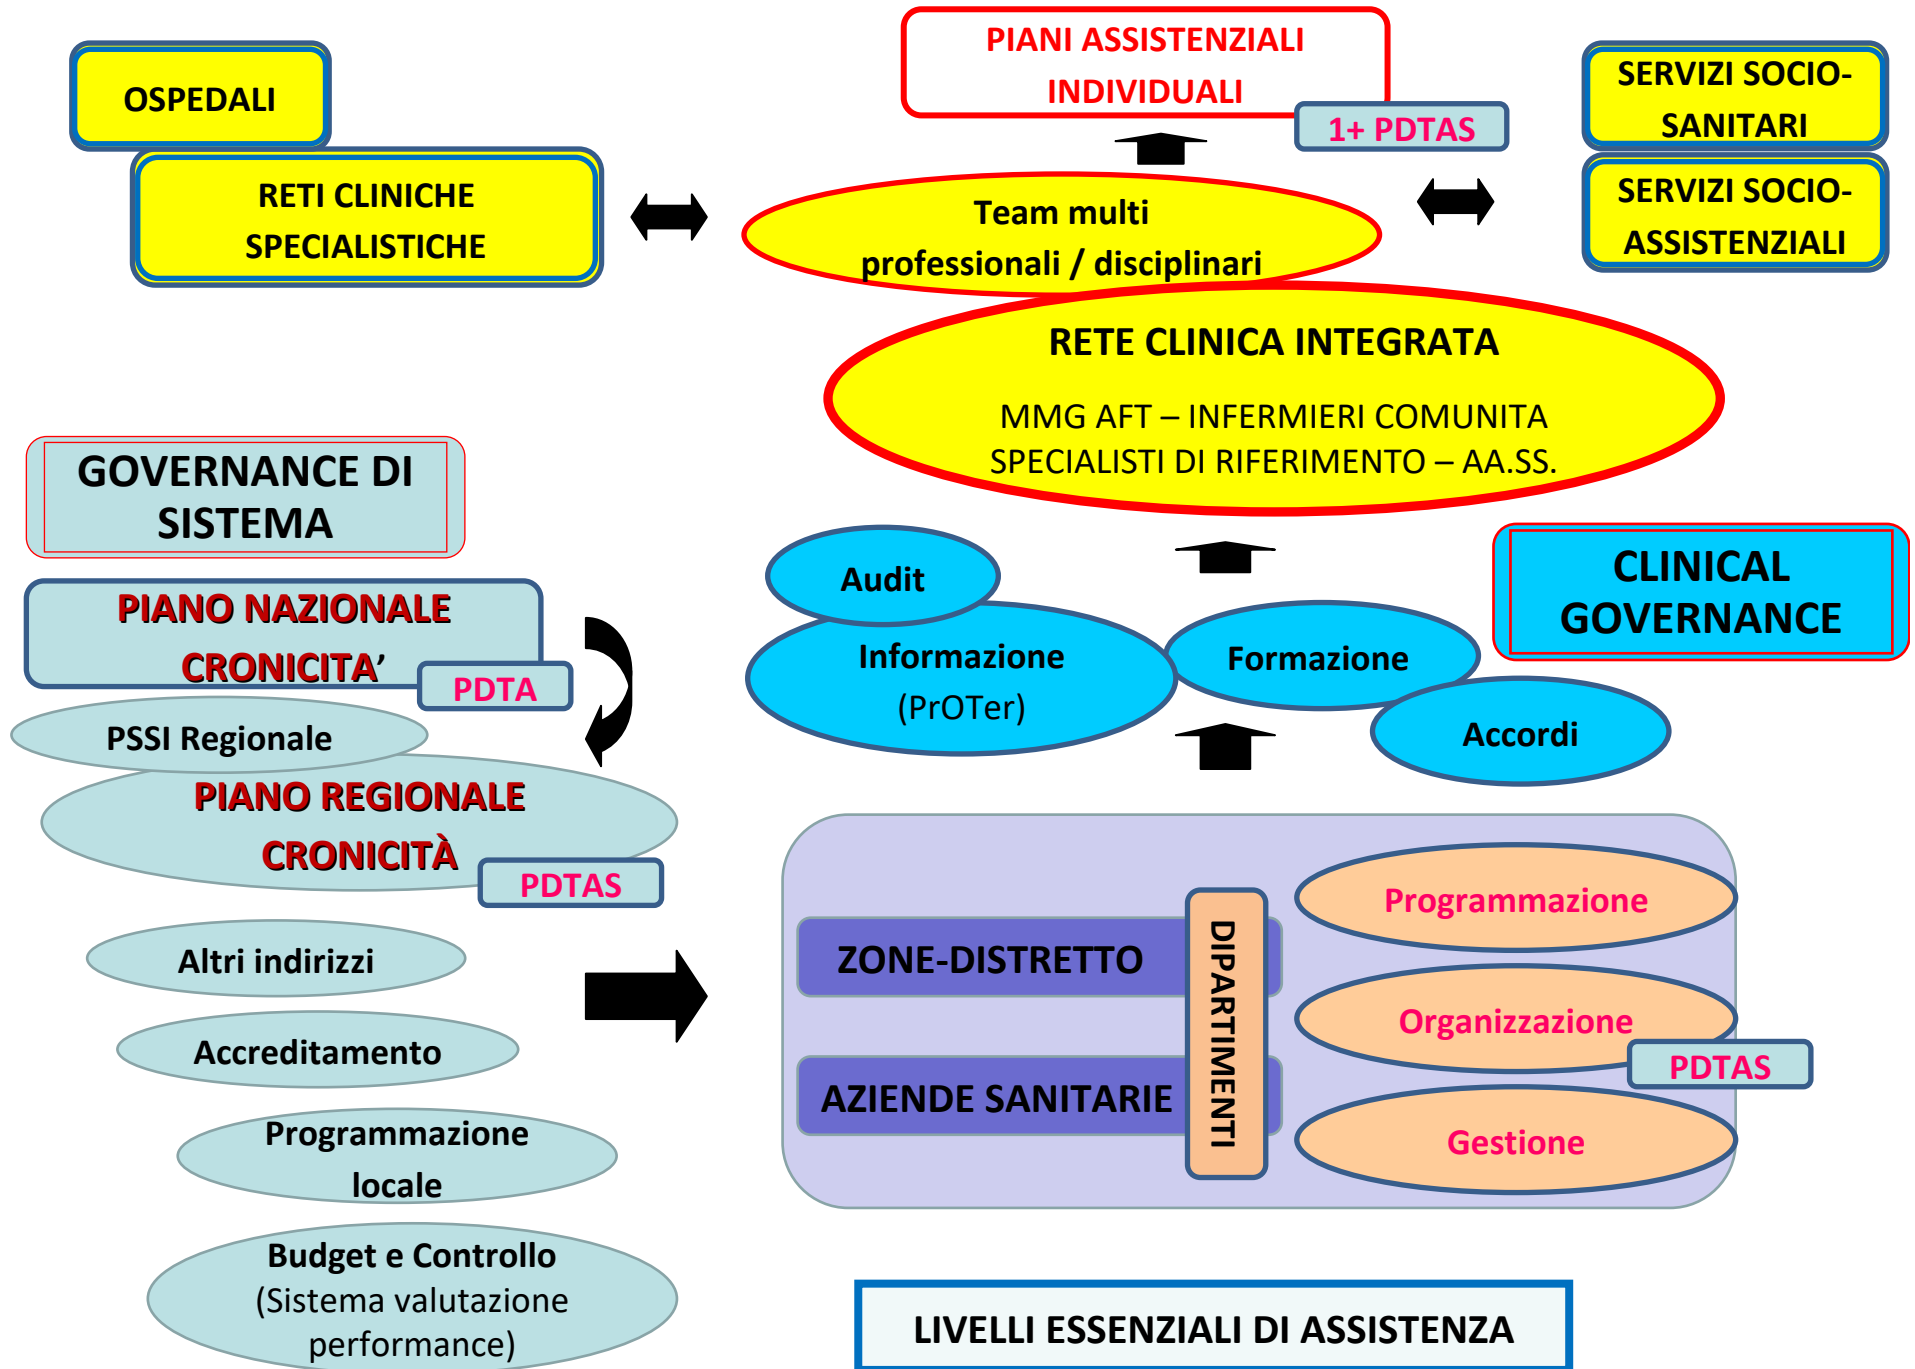 OSPEDALI
RETI CLINICHE
SPECIALISTICHE
PIANI ASSISTENZIALI
INDIVIDUALI
1+ PDTAS
SERVIZI SOCIO-
SANITARI
SERVIZI SOCIO-
ASSISTENZIALI
Team multi
professionali / disciplinari
RETE CLINICA INTEGRATA
MMG AFT – INFERMIERI COMUNITA
SPECIALISTI DI RIFERIMENTO – AA.SS.
GOVERNANCE DI
SISTEMA
PIANO NAZIONALE
CRONICITA’
PDTA
PSSI Regionale
PIANO REGIONALE
CRONICITÀ
PDTAS
Altri indirizzi
Accreditamento
Programmazione
locale
Budget e Controllo
(Sistema valutazione
performance)
Audit
Informazione
(PrOTer)
Formazione
Accordi
CLINICAL
GOVERNANCE
ZONE-DISTRETTO
AZIENDE SANITARIE
DIPARTIMENTI
Programmazione
Organizzazione
PDTAS
Gestione
LIVELLI ESSENZIALI DI ASSISTENZA